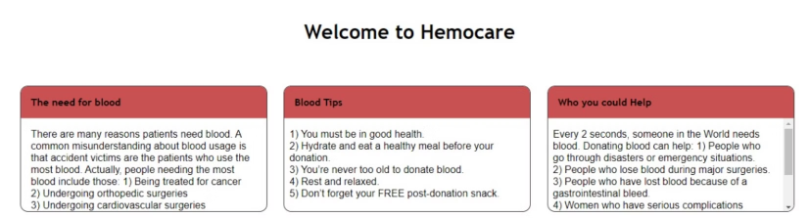 Welcome to Hemocare
The need for blood
There are many reasons patients need blood. A
common misunderstanding about blood usage is
that accident victims are the patients who use the
most blood. Actually, people needing the most
blood include those: 1) Being treated for cancer
2) Undergoing orthopedic surgeries
3) Undergoing cardiovascular surgeries
Blood Tips
1) You must be in good health.
2) Hydrate and eat a healthy meal before your
donation.
3) You're never too old to donate blood.
4) Rest and relaxed.
5) Don't forget your FREE post-donation snack.
Who you could Help
Every 2 seconds, someone in the World needs
blood. Donating blood can help: 1) People who
go through disasters or emergency situations.
2) People who lose blood during major surgeries.
3) People who have lost blood because of a
gastrointestinal bleed.
4) Women who have serious complications